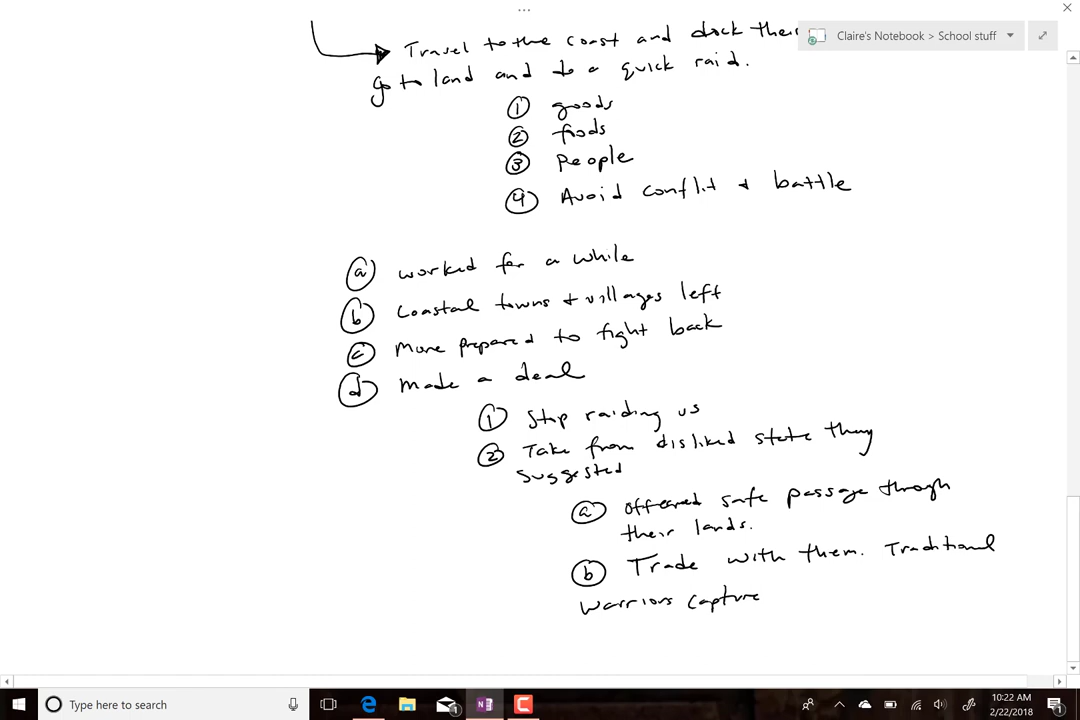 ...
Travel to the coast and dock their
Claire's Notebook > School stuff
go to land and do a quick raid.
① goods
② foods
③ People
④ Avoid conflit + battle
ⓐ worked for a while
ⓑ Coastal towns + villages left
ⓒ More prepared to fight back
ⓓ Made a deal
① Stop raiding us
② Take from disliked state they
suggested
ⓐ offeared safe passage through
their lands.
ⓑ Trade with them. Traditional
warriors capture
Type here to search
10:22 AM
2/22/2018